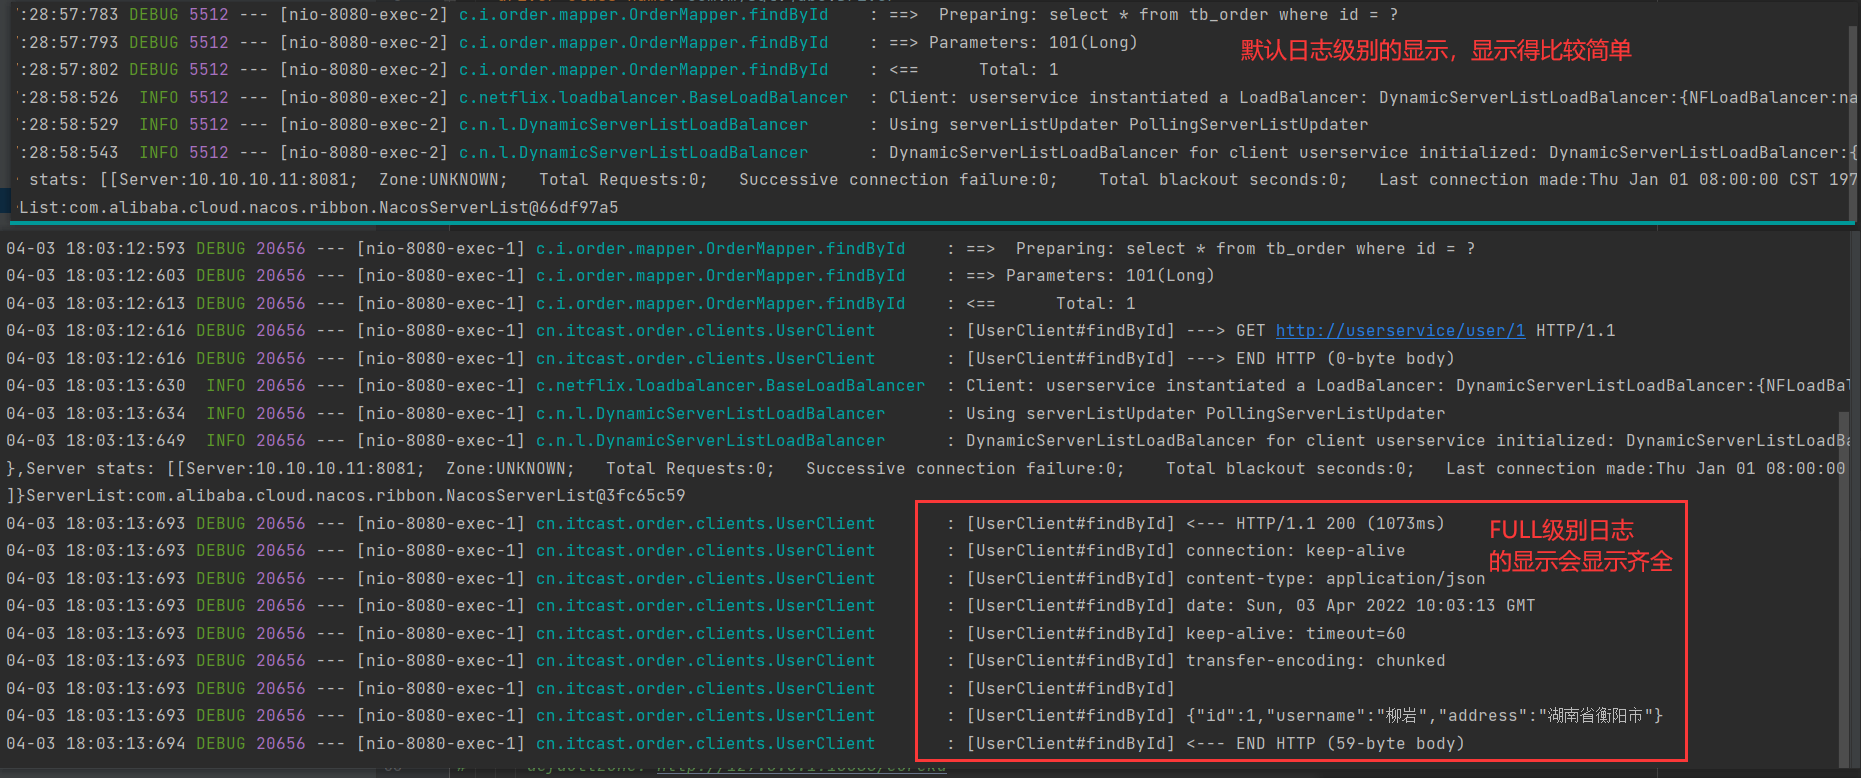 :28:57:783 DEBUG 5512 --- [nio-8080-exec-2] c.i.order.mapper.OrderMapper.findById : ==>  Preparing: select * from tb_order where id = ?
:28:57:793 DEBUG 5512 --- [nio-8080-exec-2] c.i.order.mapper.OrderMapper.findById : ==> Parameters: 101(Long)
默认日志级别的显示，显示得比较简单
:28:57:802 DEBUG 5512 --- [nio-8080-exec-2] c.i.order.mapper.OrderMapper.findById : <==      Total: 1
:28:58:526  INFO 5512 --- [nio-8080-exec-2] c.netflix.loadbalancer.BaseLoadBalancer : Client: userservice instantiated a LoadBalancer: DynamicServerListLoadBalancer:{NFLoadBalancer:na
:28:58:529  INFO 5512 --- [nio-8080-exec-2] c.n.l.DynamicServerListLoadBalancer : Using serverListUpdater PollingServerListUpdater
:28:58:543  INFO 5512 --- [nio-8080-exec-2] c.n.l.DynamicServerListLoadBalancer : DynamicServerListLoadBalancer for client userservice initialized: DynamicServerListLoadBalancer:{
stats: [[Server:10.10.10.11:8081;  Zone:UNKNOWN;   Total Requests:0;   Successive connection failure:0;    Total blackout seconds:0;   Last connection made:Thu Jan 01 08:00:00 CST 197
List:com.alibaba.cloud.nacos.ribbon.NacosServerList@66df97a5
04-03 18:03:12:593 DEBUG 20656 --- [nio-8080-exec-1] c.i.order.mapper.OrderMapper.findById : ==>  Preparing: select * from tb_order where id = ?
04-03 18:03:12:603 DEBUG 20656 --- [nio-8080-exec-1] c.i.order.mapper.OrderMapper.findById : ==> Parameters: 101(Long)
04-03 18:03:12:613 DEBUG 20656 --- [nio-8080-exec-1] c.i.order.mapper.OrderMapper.findById : <==      Total: 1
04-03 18:03:12:616 DEBUG 20656 --- [nio-8080-exec-1] cn.itcast.order.clients.UserClient : [UserClient#findById] ---> GET http://userservice/user/1 HTTP/1.1
04-03 18:03:12:616 DEBUG 20656 --- [nio-8080-exec-1] cn.itcast.order.clients.UserClient : [UserClient#findById] ---> END HTTP (0-byte body)
04-03 18:03:13:630  INFO 20656 --- [nio-8080-exec-1] c.netflix.loadbalancer.BaseLoadBalancer : Client: userservice instantiated a LoadBalancer: DynamicServerListLoadBalancer:{NFLoadBal
04-03 18:03:13:634  INFO 20656 --- [nio-8080-exec-1] c.n.l.DynamicServerListLoadBalancer : Using serverListUpdater PollingServerListUpdater
04-03 18:03:13:649  INFO 20656 --- [nio-8080-exec-1] c.n.l.DynamicServerListLoadBalancer : DynamicServerListLoadBalancer for client userservice initialized: DynamicServerListLoadBa
},Server stats: [[Server:10.10.10.11:8081;  Zone:UNKNOWN;   Total Requests:0;   Successive connection failure:0;    Total blackout seconds:0;   Last connection made:Thu Jan 01 08:00:00
]}ServerList:com.alibaba.cloud.nacos.ribbon.NacosServerList@3fc65c59
04-03 18:03:13:693 DEBUG 20656 --- [nio-8080-exec-1] cn.itcast.order.clients.UserClient : [UserClient#findById] <--- HTTP/1.1 200 (1073ms)
FULL级别日志
04-03 18:03:13:693 DEBUG 20656 --- [nio-8080-exec-1] cn.itcast.order.clients.UserClient : [UserClient#findById] connection: keep-alive
的显示会显示齐全
04-03 18:03:13:693 DEBUG 20656 --- [nio-8080-exec-1] cn.itcast.order.clients.UserClient : [UserClient#findById] content-type: application/json
04-03 18:03:13:693 DEBUG 20656 --- [nio-8080-exec-1] cn.itcast.order.clients.UserClient : [UserClient#findById] date: Sun, 03 Apr 2022 10:03:13 GMT
04-03 18:03:13:693 DEBUG 20656 --- [nio-8080-exec-1] cn.itcast.order.clients.UserClient : [UserClient#findById] keep-alive: timeout=60
04-03 18:03:13:693 DEBUG 20656 --- [nio-8080-exec-1] cn.itcast.order.clients.UserClient : [UserClient#findById] transfer-encoding: chunked
04-03 18:03:13:693 DEBUG 20656 --- [nio-8080-exec-1] cn.itcast.order.clients.UserClient : [UserClient#findById]
04-03 18:03:13:693 DEBUG 20656 --- [nio-8080-exec-1] cn.itcast.order.clients.UserClient : [UserClient#findById] {"id":1,"username":"柳岩","address":"湖南省衡阳市"}
04-03 18:03:13:694 DEBUG 20656 --- [nio-8080-exec-1] cn.itcast.order.clients.UserClient : [UserClient#findById] <--- END HTTP (59-byte body)